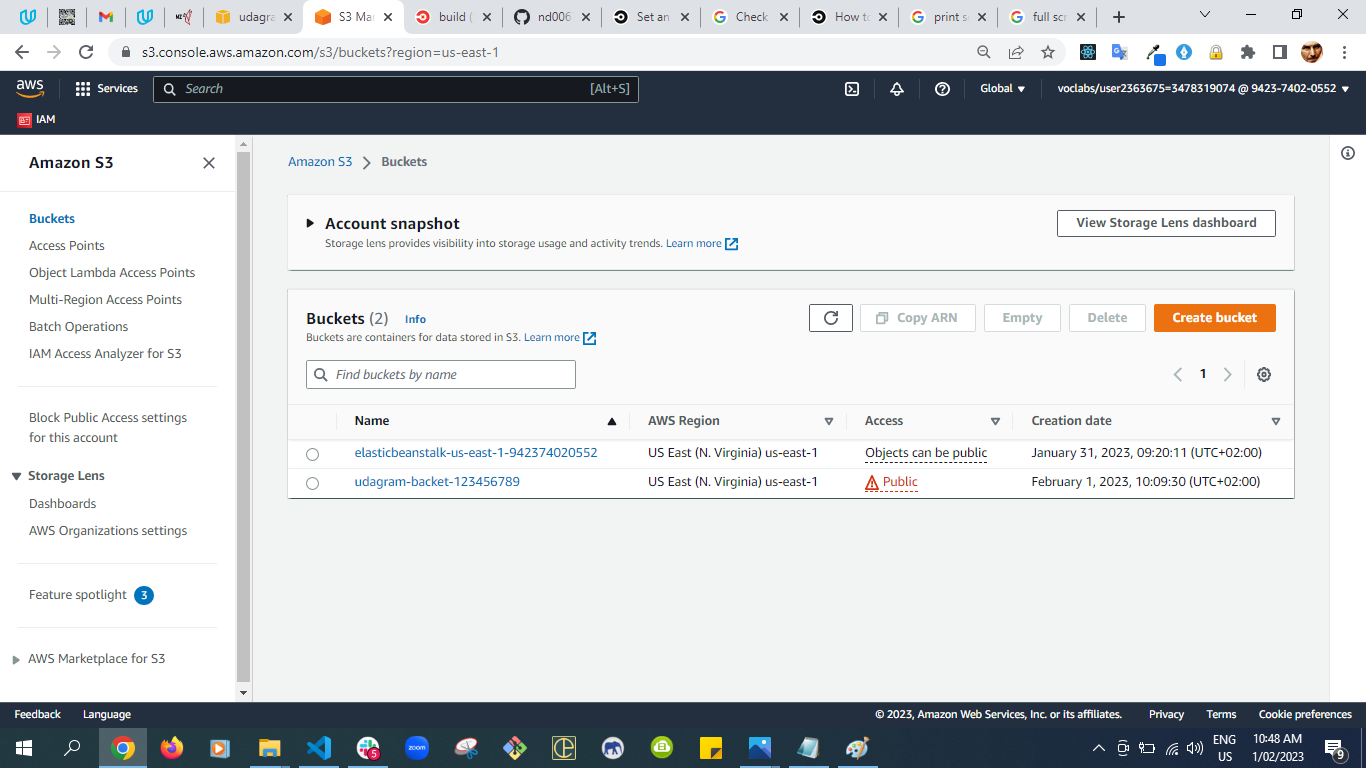 udagra
S3 Ma
build (
nd006
Set an
Check
How to
print s
full scr
s3.console.aws.amazon.com/s3/buckets?region=us-east-1
aws
Services
Search
[Alt+S]
Global
voclabs/user2363675=3478319074 @ 9423-7402-0552
IAM
Amazon S3
Buckets
Access Points
Object Lambda Access Points
Multi-Region Access Points
Batch Operations
IAM Access Analyzer for S3
Block Public Access settings
for this account
Storage Lens
Dashboards
AWS Organizations settings
Feature spotlight 3
AWS Marketplace for S3
Amazon S3 > Buckets
Account snapshot
Storage lens provides visibility into storage usage and activity trends. Learn more
View Storage Lens dashboard
Buckets (2) Info
Buckets are containers for data stored in S3. Learn more
Copy ARN
Empty
Delete
Create bucket
Find buckets by name
1
Name AWS Region Access Creation date
elasticbeanstalk-us-east-1-942374020552 US East (N. Virginia) us-east-1 Objects can be public January 31, 2023, 09:20:11 (UTC+02:00)
udagram-backet-123456789 US East (N. Virginia) us-east-1 Public February 1, 2023, 10:09:30 (UTC+02:00)
Feedback Language © 2023, Amazon Web Services, Inc. or its affiliates. Privacy Terms Cookie preferences
5
zoom
ENG
US
10:48 AM
1/02/2023
9